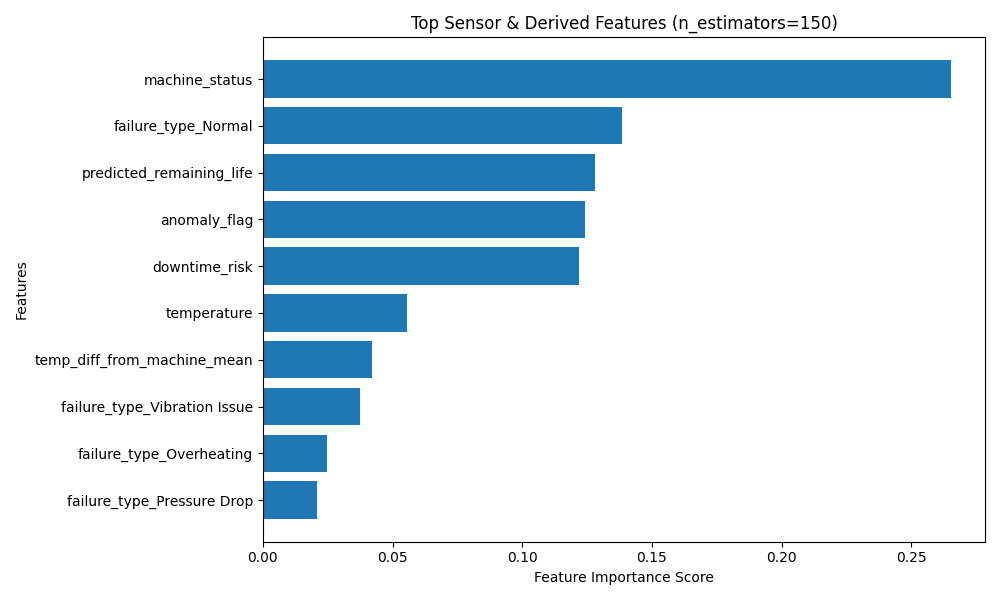 Top Sensor & Derived Features (n_estimators=150)
machine_status
failure_type_Normal
predicted_remaining_life
anomaly_flag
downtime_risk
temperature
temp_diff_from_machine_mean
failure_type_Vibration Issue
failure_type_Overheating
failure_type_Pressure Drop
Features
0.00 0.05 0.10 0.15 0.20 0.25
Feature Importance Score